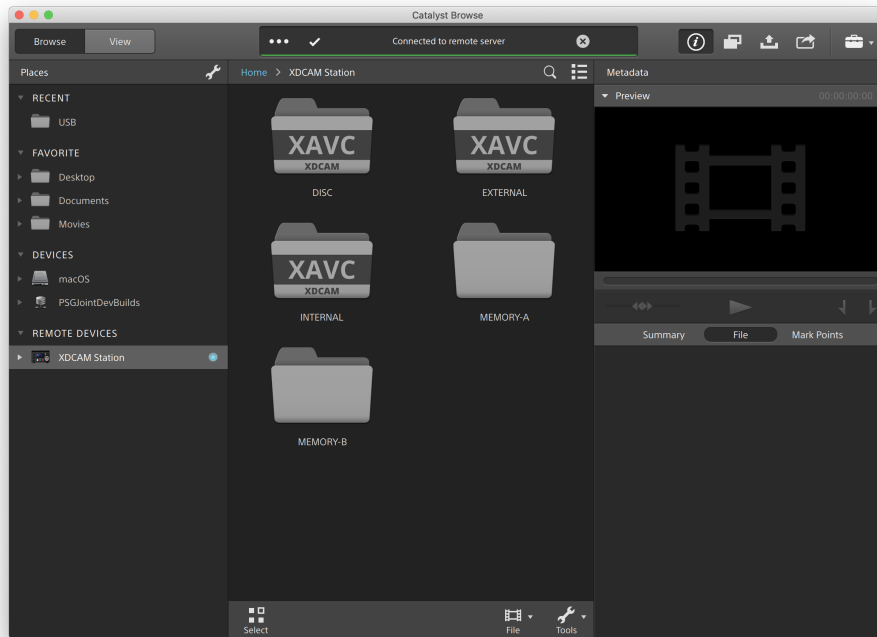 Catalyst Browse
Browse
View
Connected to remote server
Places
Home > XDCAM Station
Metadata
RECENT
USB
FAVORITE
Desktop
Documents
Movies
DEVICES
macOS
PSGJointDevBuilds
REMOTE DEVICES
XDCAM Station
XAVC
XDCAM
DISC
XAVC
XDCAM
EXTERNAL
XAVC
XDCAM
INTERNAL
MEMORY-A
MEMORY-B
Preview
00:00:00:00
Summary
File
Mark Points
Select
File
Tools